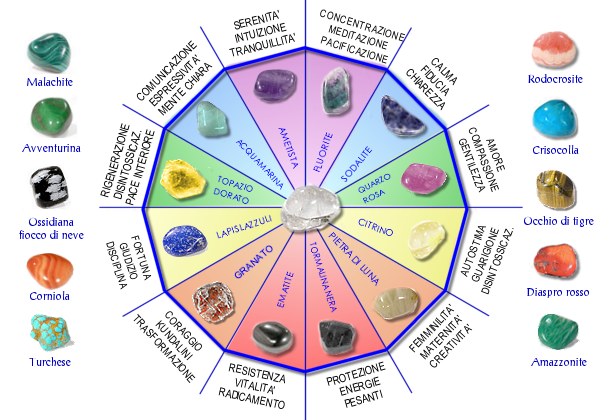 SERENITA'
INTUIZIONE
TRANQUILLITA'
CONCENTRAZIONE
MEDITAZIONE
PACIFICAZIONE
CALMA
FIDUCIA
CHIAREZZA
AMORE
COMPASSIONE
GENTILEZZA
AUTOSTIMA
GUARIGIONE
DISINTOSSICAZ.
FEMMINILITA'
MATERNITA'
CREATIVITA'
PROTEZIONE
ENERGIE
PESANTI
RESISTENZA
VITALITA'
RADICAMENTO
CORAGGIO
KUNDALINI
TRASFORMAZIONE
FORTUNA
GIUDIZIO
DISCIPLINA
RIGENERAZIONE
DISINTOSSICAZ.
PACE INTERIORE
COMUNICAZIONE
ESPRESSIVITA'
MENTE CHIARA
AMETISTA
FLUORITE
SODALITE
QUARZO
ROSA
CITRINO
PIETRA DI LUNA
TORMALINA NERA
EMATITE
GRANATO
LAPISLAZZULI
TOPAZIO
DORATO
ACQUAMARINA
Malachite
Avventurina
Ossidiana
fiocco di neve
Corniola
Turchese
Rodocrosite
Crisocolla
Occhio di tigre
Diaspro rosso
Amazzonite